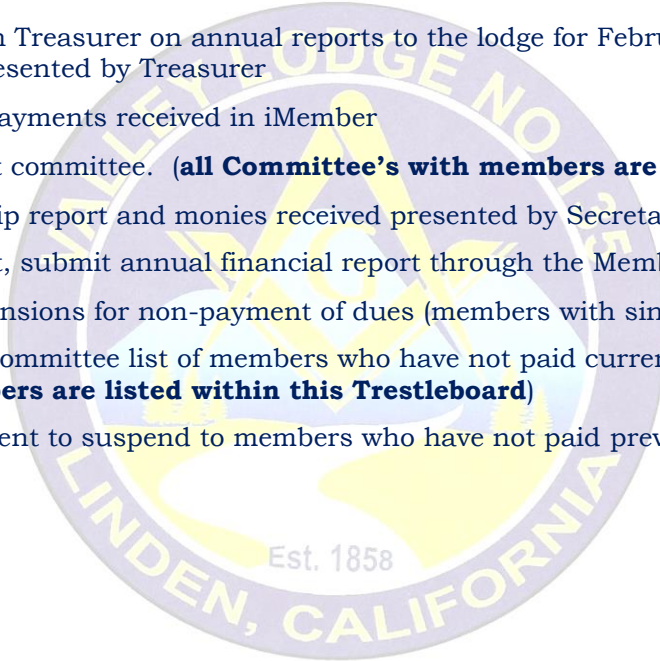 n Treasurer on annual reports to the lodge for Febru
esented by Treasurer
ayments received in iMember
t committee.  (all Committee's with members are
ip report and monies received presented by Secreta
t, submit annual financial report through the Memb
nsions for non-payment of dues (members with sin
ommittee list of members who have not paid curren
bers are listed within this Trestleboard)
ent to suspend to members who have not paid prev
VALLEY LODGE NO 135
G
Est. 1858
LINDEN, CALIFORNIA